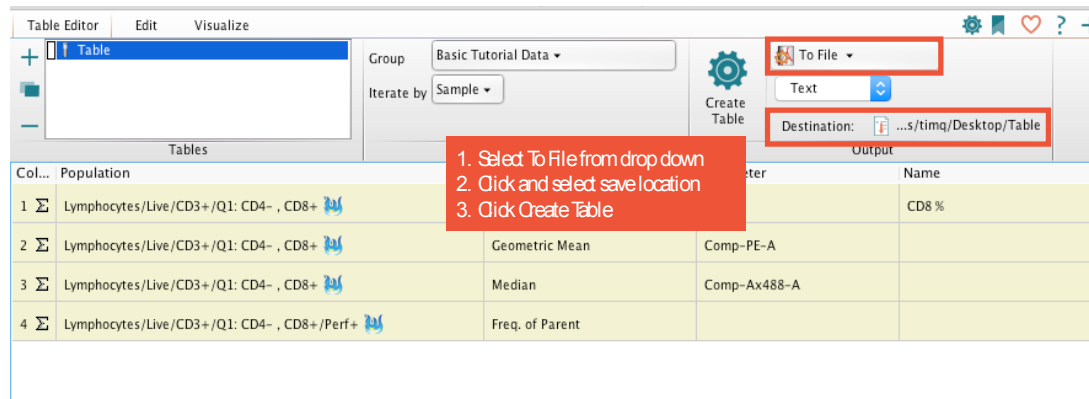 Table Editor Edit Visualize ?
Table
Group Basic Tutorial Data
To File
Iterate by Sample
Text
Create
Table
Destination: ...s/timq/Desktop/Table
Tables
Output
1. Select To File from drop down
2. Click and select save location
3. Click Create Table
Col... Population eter Name
1 Σ Lymphocytes/Live/CD3+/Q1: CD4- , CD8+ CD8 %
2 Σ Lymphocytes/Live/CD3+/Q1: CD4- , CD8+ Geometric Mean Comp-PE-A
3 Σ Lymphocytes/Live/CD3+/Q1: CD4- , CD8+ Median Comp-Ax488-A
4 Σ Lymphocytes/Live/CD3+/Q1: CD4- , CD8+/Perf+ Freq. of Parent